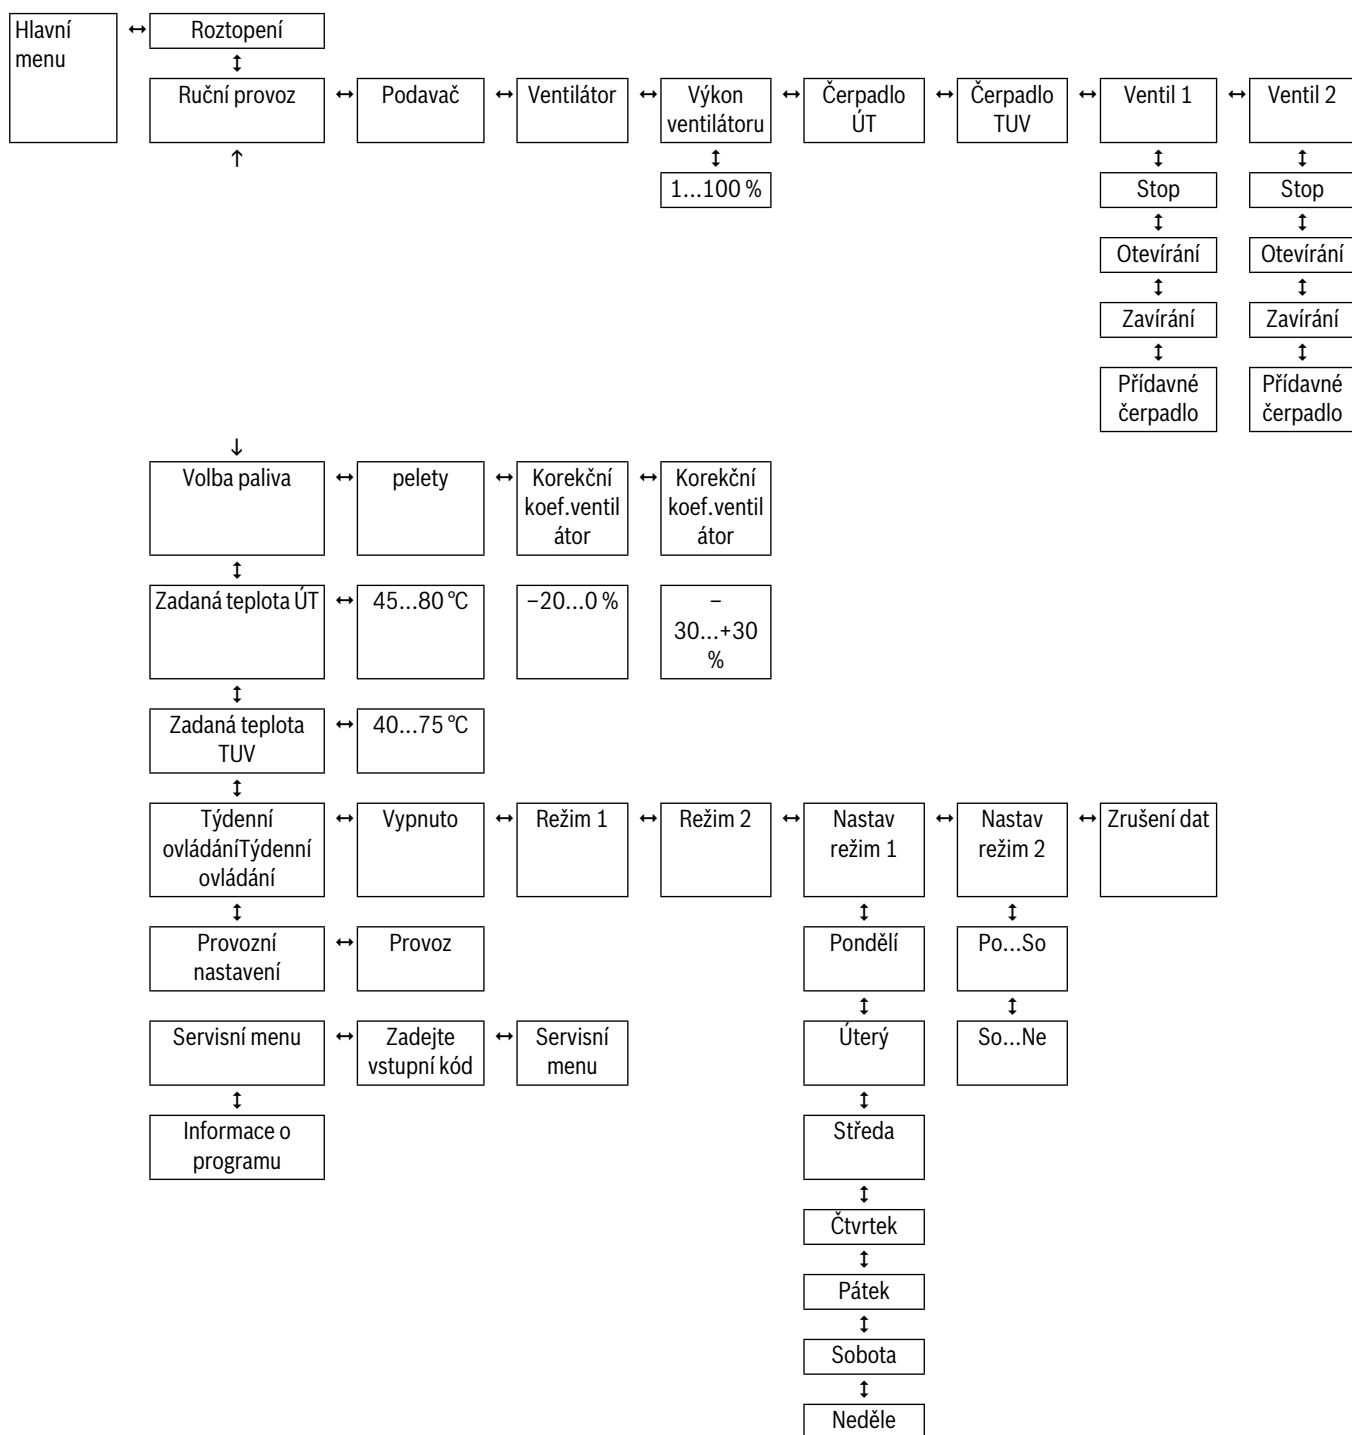 Hlavní
menu
↔
Roztopení
↕
Ruční provoz
↔
Podavač
↔
Ventilátor
↔
Výkon
ventilátoru
↔
Čerpadlo
ÚT
↔
Čerpadlo
TUV
↔
Ventil 1
↔
Ventil 2
↑
↕
↕
↕
1...100 %
Stop
Stop
↕
↕
Otevírání
Otevírání
↕
↕
Zavírání
Zavírání
↕
↕
Přídavné
čerpadlo
Přídavné
čerpadlo
↓
Volba paliva
↔
pelety
↔
Korekční
koef.ventil
átor
↔
Korekční
koef.ventil
átor
↕
Zadaná teplota ÚT
↔
45...80 °C
−20...0 %
−
30...+30
%
↕
Zadaná teplota
TUV
↔
40...75 °C
↕
Týdenní
ovládáníTýdenní
ovládání
↔
Vypnuto
↔
Režim 1
↔
Režim 2
↔
Nastav
režim 1
↔
Nastav
režim 2
↔
Zrušení dat
↕
↕
↕
Provozní
nastavení
↔
Provoz
Pondělí
Po...So
↕
↕
Servisní menu
↔
Zadejte
vstupní kód
↔
Servisní
menu
Úterý
So...Ne
↕
↕
Informace o
programu
Středa
↕
Čtvrtek
↕
Pátek
↕
Sobota
↕
Neděle